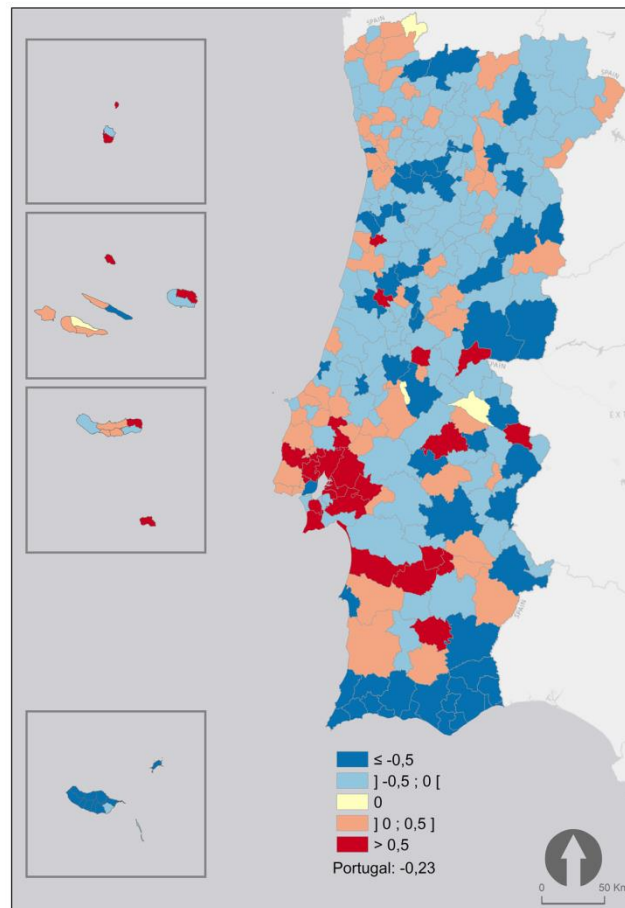 SPAIN
SPAIN
SPAIN
EXT
SPAIN
≤ -0,5
] -0,5 ; 0 [
0
] 0 ; 0,5 ]
> 0,5
Portugal: -0,23
0 50 Km